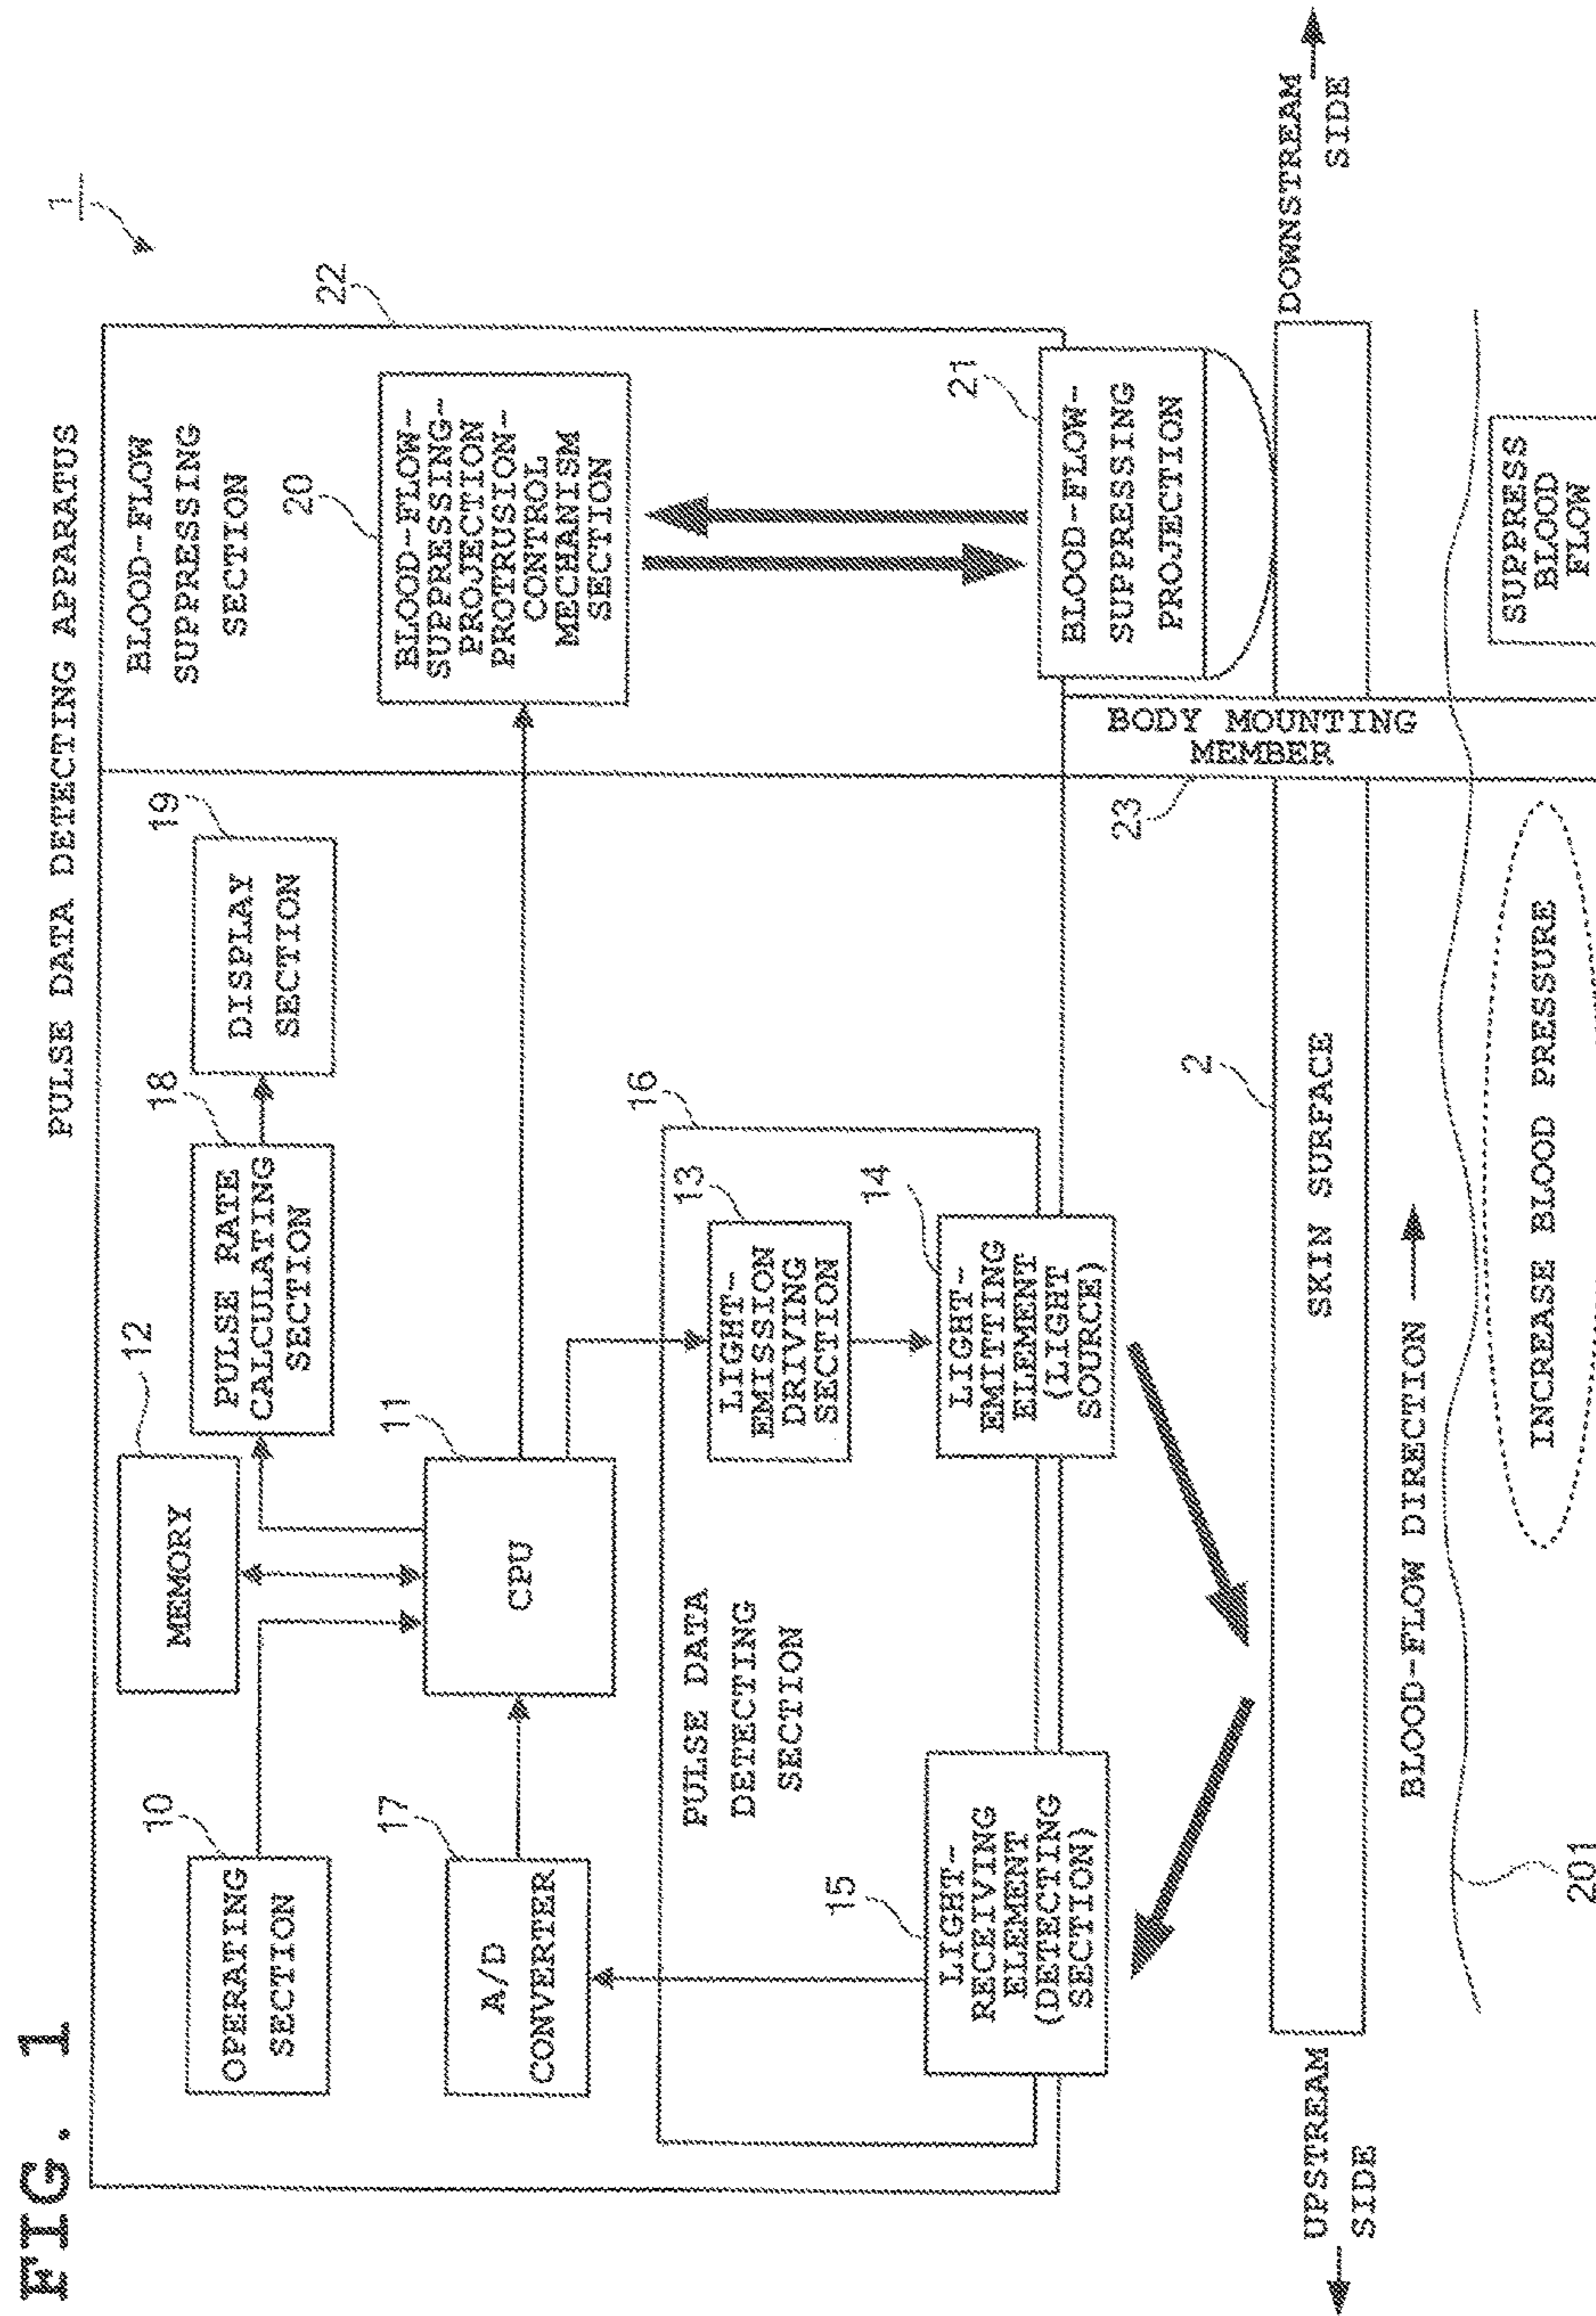 FIG. 1
PULSE DATA DETECTING APPARATUS
1
10
OPERATING
SECTION
12
MEMORY
18
PULSE RATE
CALCULATING
SECTION
19
DISPLAY
SECTION
BLOOD-FLOW
SUPPRESSING
SECTION
22
17
A/D
CONVERTER
11
CPU
20
BLOOD-FLOW-
SUPPRESSING-
PROJECTION
PROTRUSION-
CONTROL
MECHANISM
SECTION
16
PULSE DATA
DETECTING
SECTION
13
LIGHT-
EMISSION
DRIVING
SECTION
15
LIGHT-
RECEIVING
ELEMENT
(DETECTING
SECTION)
14
LIGHT-
EMITTING
ELEMENT
(LIGHT
SOURCE)
21
BLOOD-FLOW-
SUPPRESSING
PROJECTION
23
BODY MOUNTING
MEMBER
2
SKIN SURFACE
UPSTREAM
SIDE
DOWNSTREAM
SIDE
BLOOD-FLOW DIRECTION
201
INCREASE BLOOD PRESSURE
SUPPRESS
BLOOD
FLOW